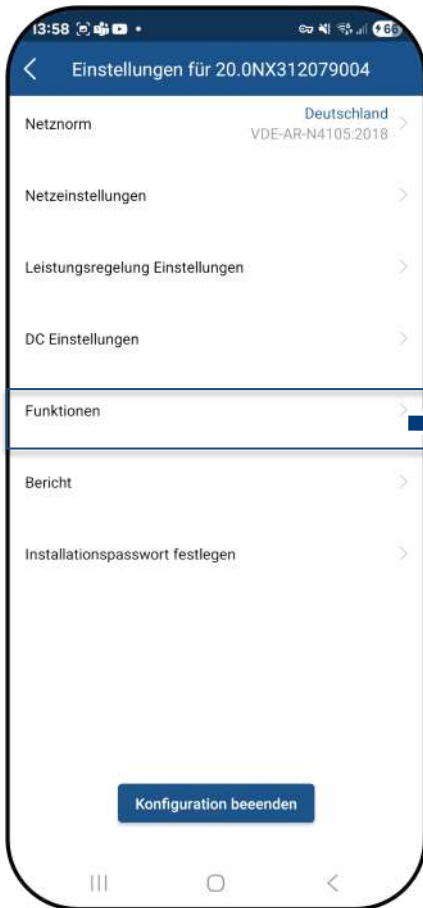 13:58
66
Einstellungen für 20.0NX312079004
Netznorm
Deutschland
VDE-AR-N4105:2018
Netzeinstellungen
Leistungsregelung Einstellungen
DC Einstellungen
Funktionen
Bericht
Installationspasswort festlegen
Konfiguration beeenden